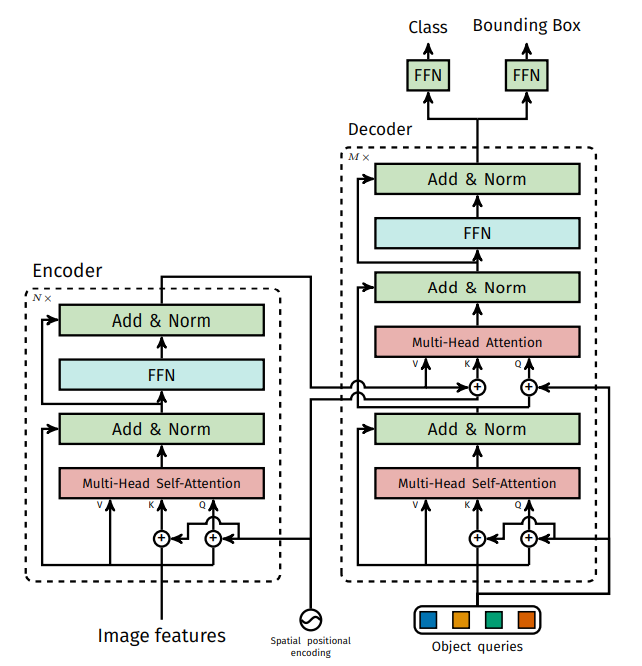 Class
Bounding Box
FFN
FFN
Decoder
M ×
Add & Norm
FFN
Add & Norm
Multi-Head Attention
V
K
Q
+
+
Add & Norm
Multi-Head Self-Attention
V
K
Q
+
+
Object queries
Encoder
N ×
Add & Norm
FFN
Add & Norm
Multi-Head Self-Attention
V
K
Q
+
+
Image features
Spatial positional
encoding